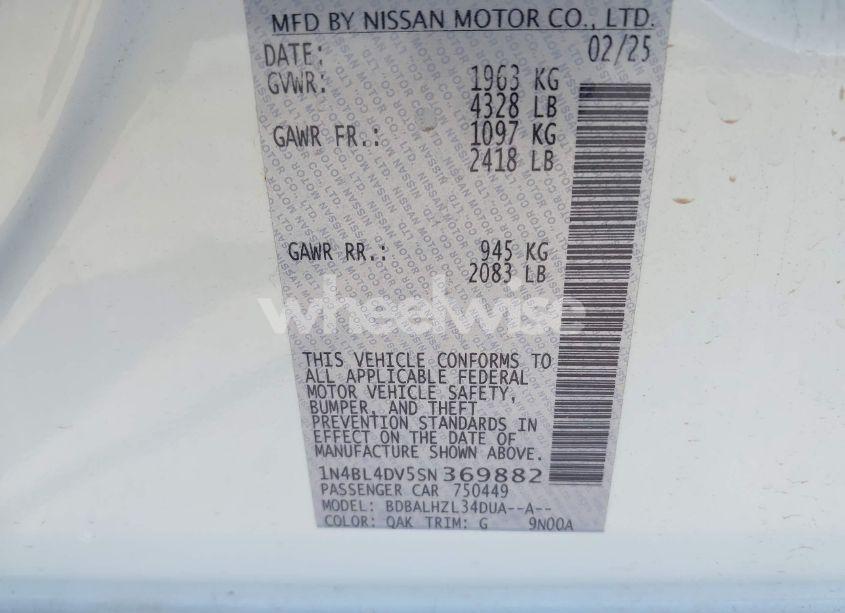 MFD BY NISSAN MOTOR CO., LTD.
DATE: 02/25
GVWR: 1963 KG
4328 LB
GAWR FR.: 1097 KG
2418 LB
GAWR RR.: 945 KG
2083 LB
wheelwise
THIS VEHICLE CONFORMS TO
ALL APPLICABLE FEDERAL
MOTOR VEHICLE SAFETY,
BUMPER, AND THEFT
PREVENTION STANDARDS IN
EFFECT ON THE DATE OF
MANUFACTURE SHOWN ABOVE.
1N4BL4DV5SN369882
PASSENGER CAR 750449
MODEL: BDBALHZL34DUA--A--
COLOR: QAK TRIM: G 9N00A